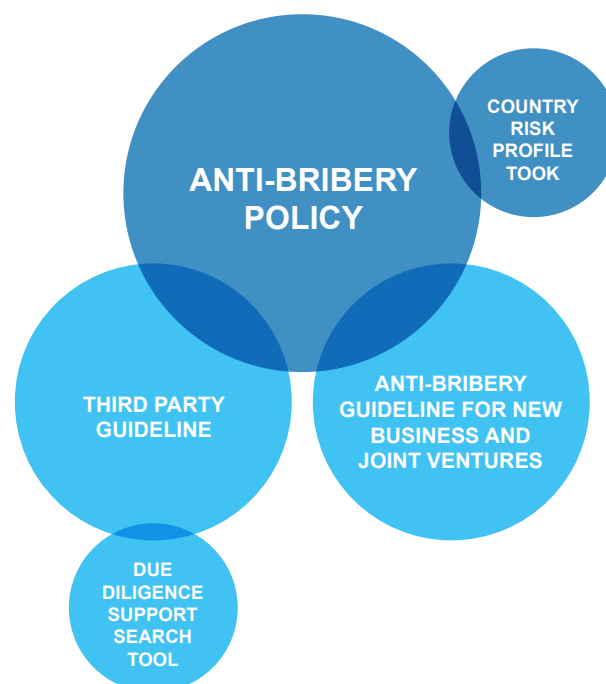 ANTI-BRIBERY
POLICY
COUNTRY
RISK
PROFILE
TOOK
THIRD PARTY
GUIDELINE
ANTI-BRIBERY
GUIDELINE FOR NEW
BUSINESS AND
JOINT VENTURES
DUE
DILIGENCE
SUPPORT
SEARCH
TOOL